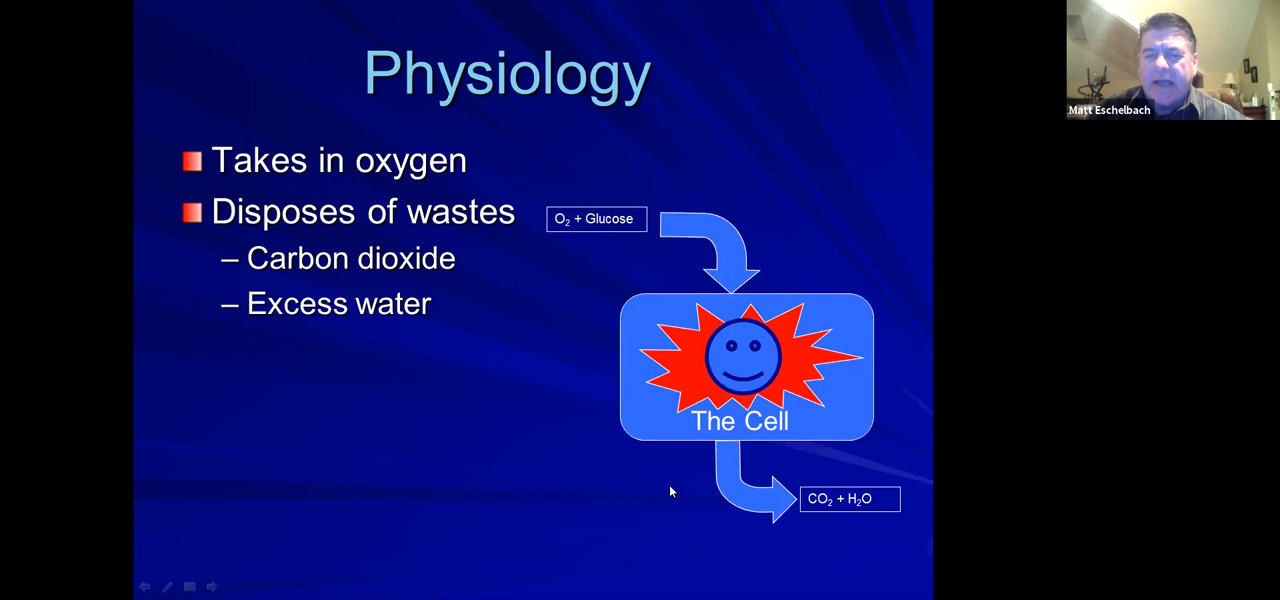 Physiology
Takes in oxygen
Disposes of wastes
– Carbon dioxide
– Excess water
O₂ + Glucose
The Cell
CO₂ + H₂O
Matt Eschelbach